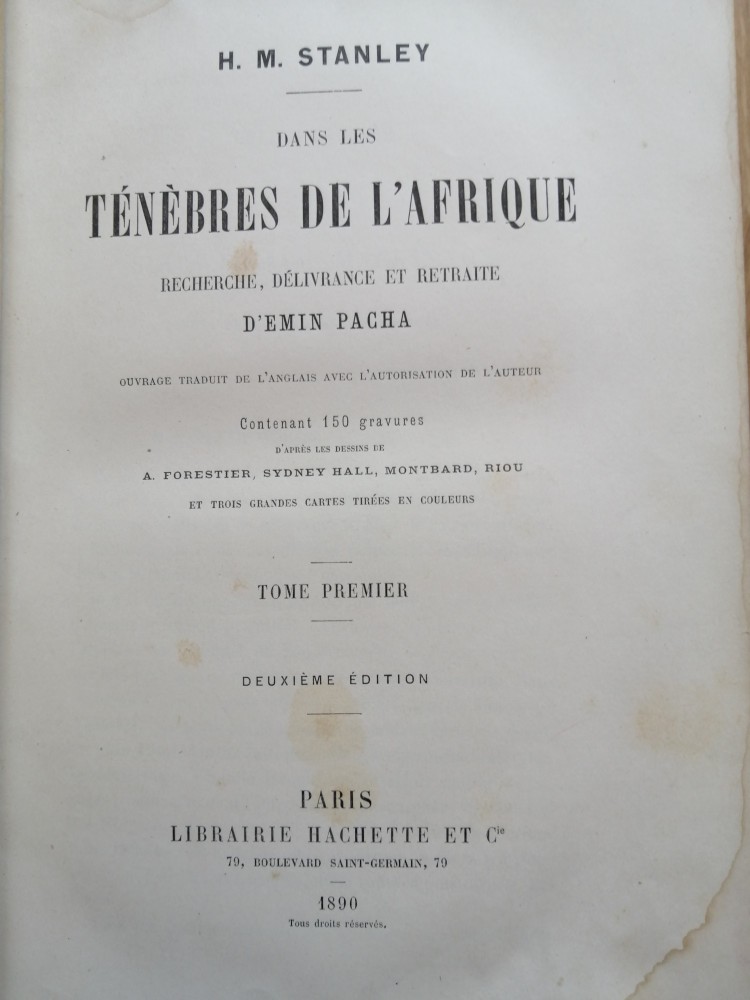 H. M. STANLEY
DANS LES
TÉNÈBRES DE L'AFRIQUE
RECHERCHE, DÉLIVRANCE ET RETRAITE
D'EMIN PACHA
OUVRAGE TRADUIT DE L'ANGLAIS AVEC L'AUTORISATION DE L'AUTEUR
Contenant 150 gravures
D'APRÈS LES DESSINS DE
A. FORESTIER, SYDNEY HALL, MONTBARD, RIOU
ET TROIS GRANDES CARTES TIRÉES EN COULEURS
TOME PREMIER
DEUXIÈME ÉDITION
PARIS
LIBRAIRIE HACHETTE ET Cie
79, BOULEVARD SAINT-GERMAIN, 79
1890
Tous droits réservés.